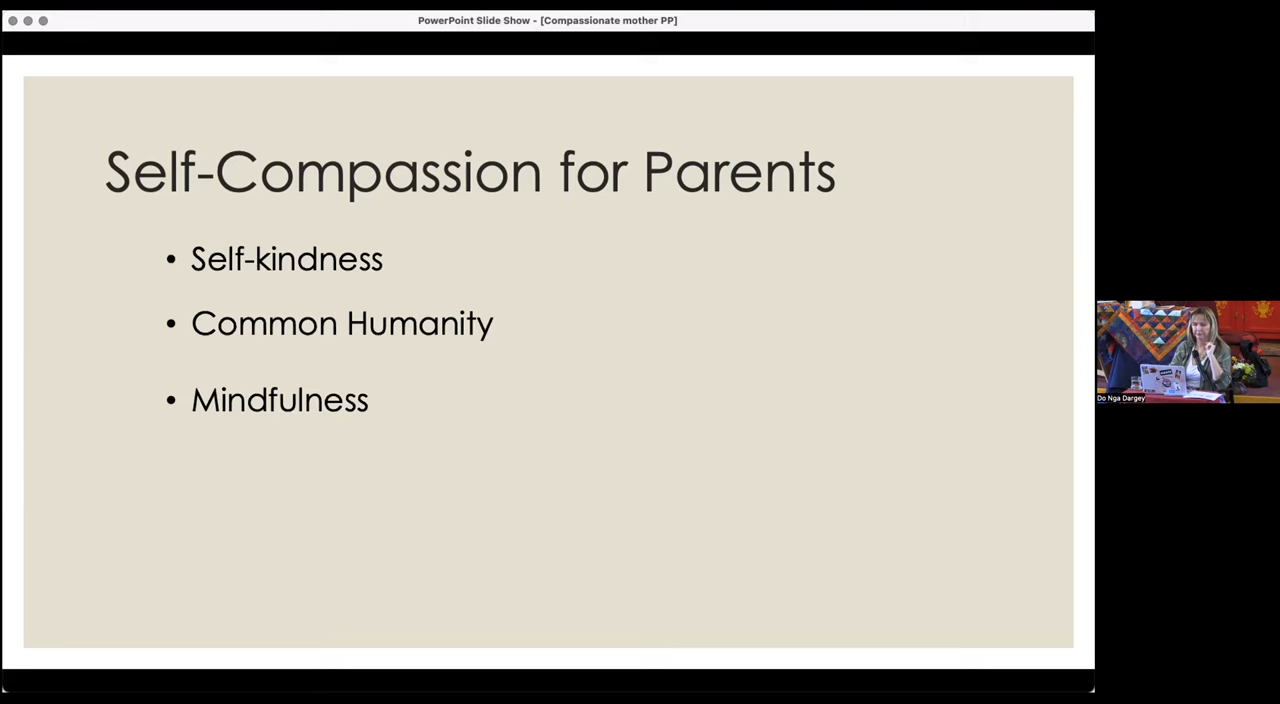 PowerPoint Slide Show - [Compassionate mother PP]
Self-Compassion for Parents
• Self-kindness
• Common Humanity
• Mindfulness
Do Nga Dargey